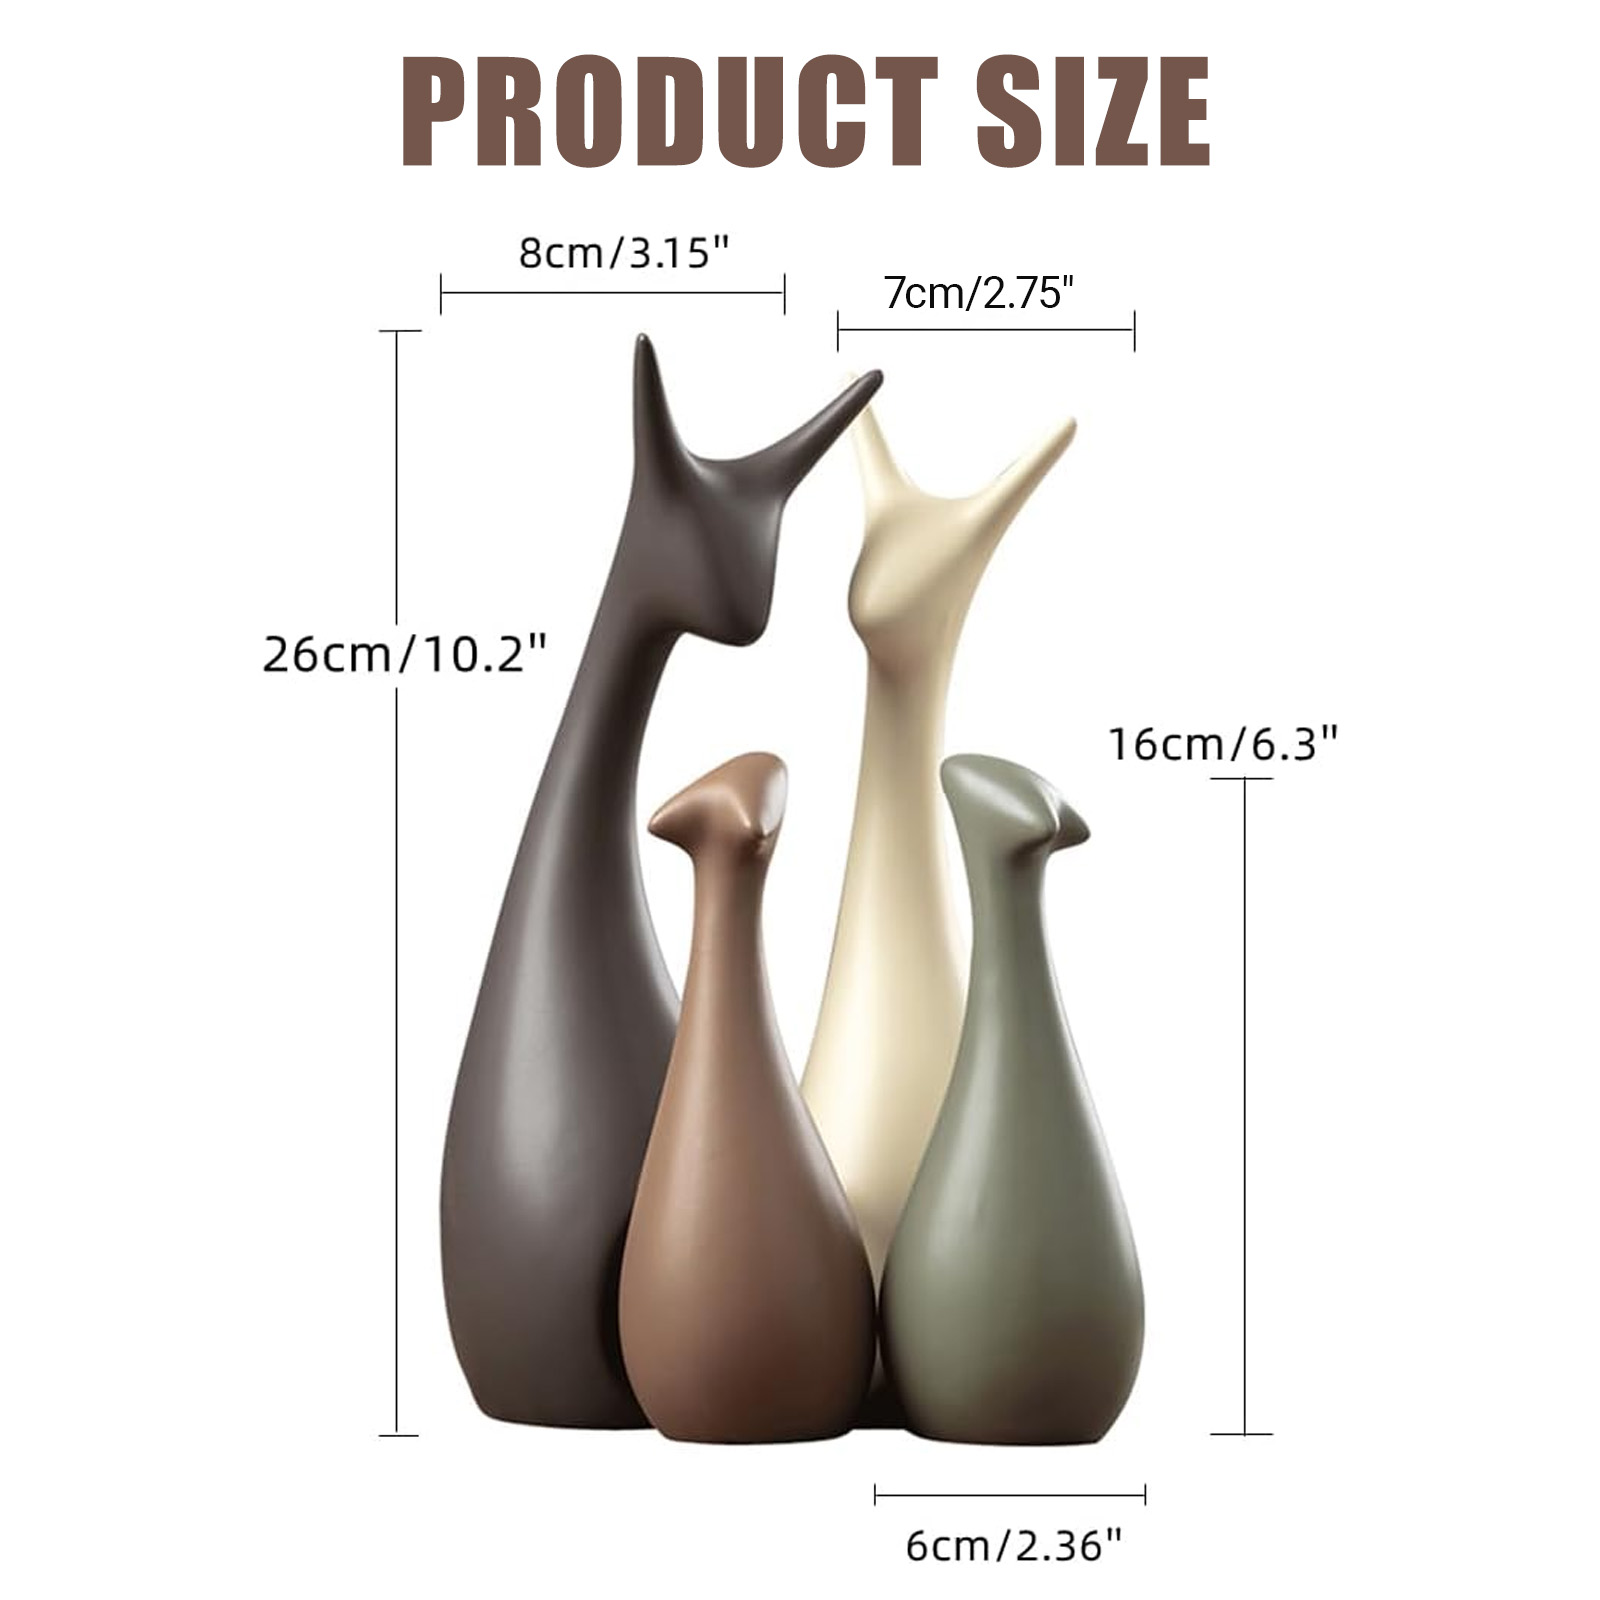 PRODUCT SIZE
8cm/3.15"
7cm/2.75"
26cm/10.2"
16cm/6.3"
6cm/2.36"